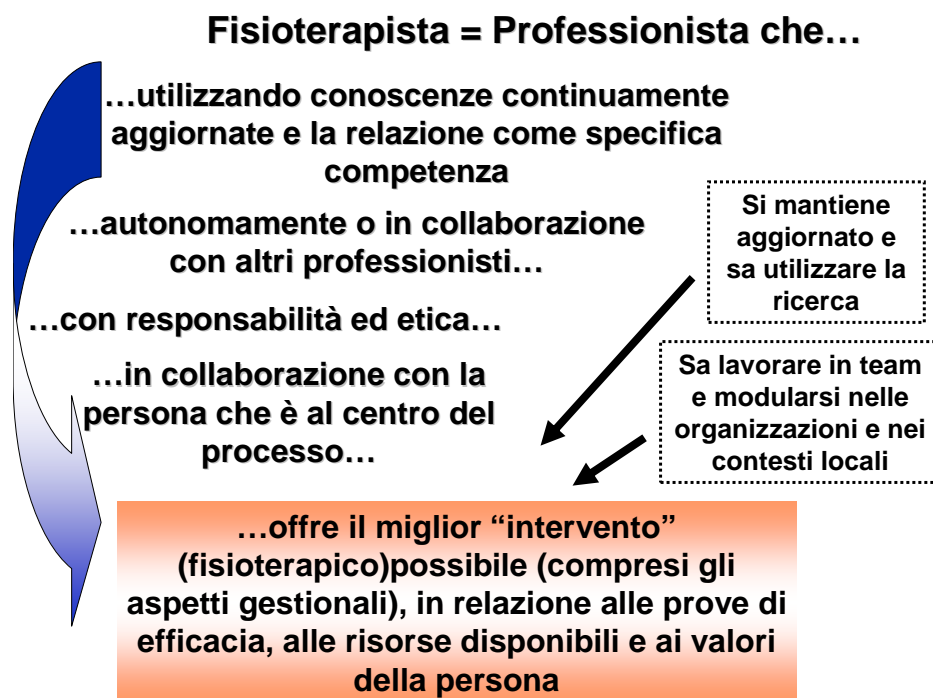 Fisioterapista = Professionista che…
…utilizzando conoscenze continuamente
aggiornate e la relazione come specifica
competenza
…autonomamente o in collaborazione
con altri professionisti…
…con responsabilità ed etica…
…in collaborazione con la
persona che è al centro del
processo…
Si mantiene
aggiornato e
sa utilizzare la
ricerca
Sa lavorare in team
e modularsi nelle
organizzazioni e nei
contesti locali
…offre il miglior “intervento”
(fisioterapico)possibile (compresi gli
aspetti gestionali), in relazione alle prove di
efficacia, alle risorse disponibili e ai valori
della persona